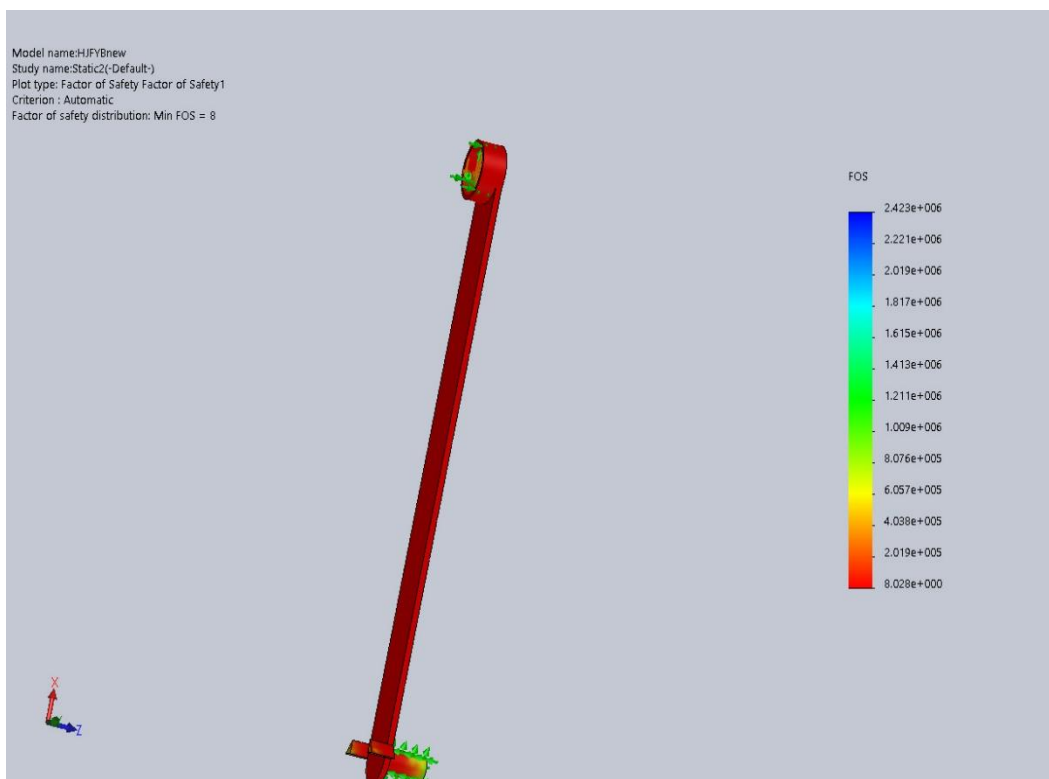 Model name:HJFYBnew
Study name:Static2(-Default-)
Plot type: Factor of Safety Factor of Safety1
Criterion : Automatic
Factor of safety distribution: Min FOS = 8
FOS
2.423e+006
2.221e+006
2.019e+006
1.817e+006
1.615e+006
1.413e+006
1.211e+006
1.009e+006
8.076e+005
6.057e+005
4.038e+005
2.019e+005
8.028e+000
X
Z